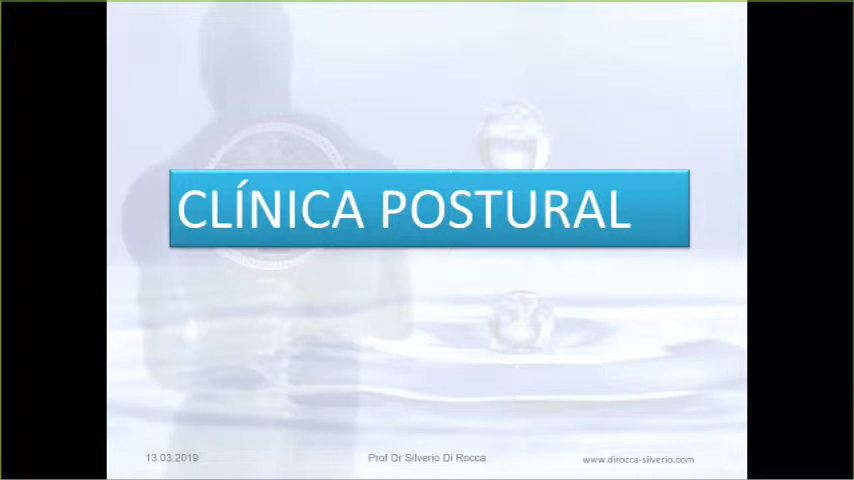 CLÍNICA POSTURAL
13.03.2019
Prof Dr Silverio Di Rocca
www.dirocca-silverio.com